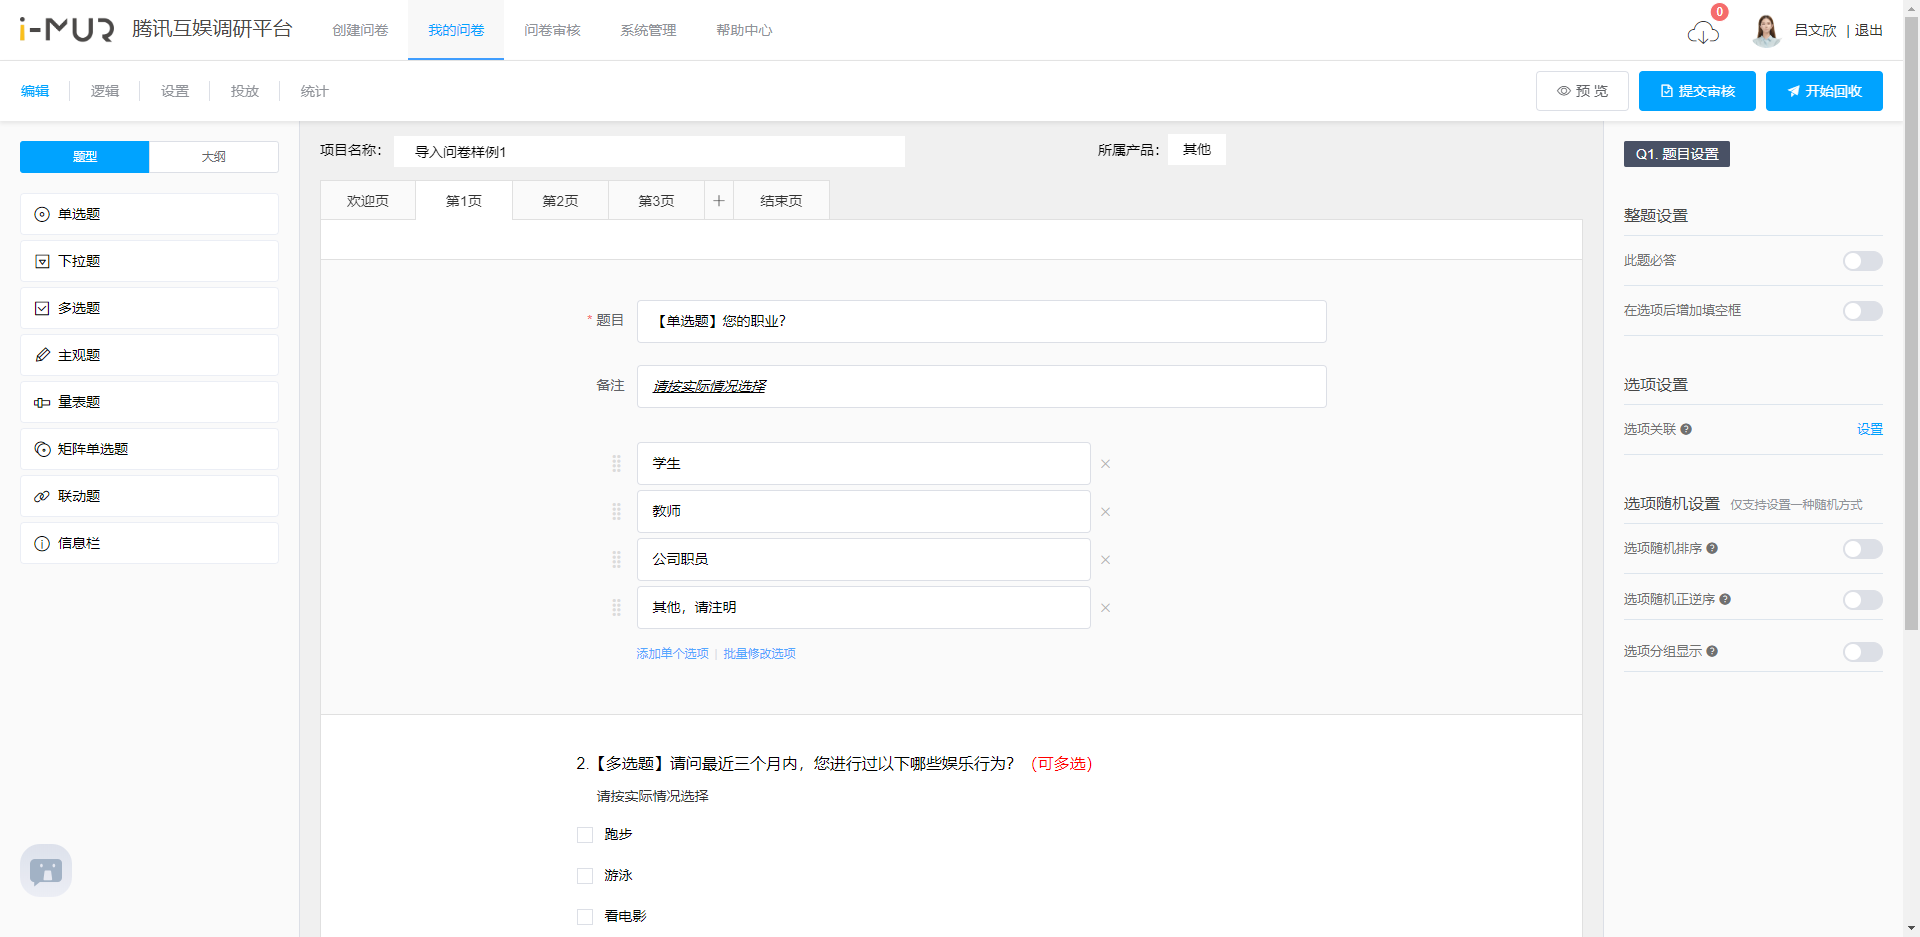 i-MUR 腾讯互娱调研平台 创建问卷 我的问卷 问卷审核 系统管理 帮助中心 0 吕文欣 | 退出
编辑 逻辑 设置 投放 统计 预 览 提交审核 开始回收
题型 大纲
单选题
下拉题
多选题
主观题
量表题
矩阵单选题
联动题
信息栏
项目名称： 导入问卷样例1 所属产品： 其他
欢迎页 第1页 第2页 第3页 + 结束页
* 题目 【单选题】您的职业？
备注 请按实际情况选择
学生
教师
公司职员
其他，请注明
添加单个选项 | 批量修改选项
2.【多选题】请问最近三个月内，您进行过以下哪些娱乐行为？ （可多选）
请按实际情况选择
跑步
游泳
看电影
Q1. 题目设置
整题设置
此题必答
在选项后增加填空框
选项设置
选项关联 ? 设置
选项随机设置 仅支持设置一种随机方式
选项随机排序 ?
选项随机正逆序 ?
选项分组显示 ?